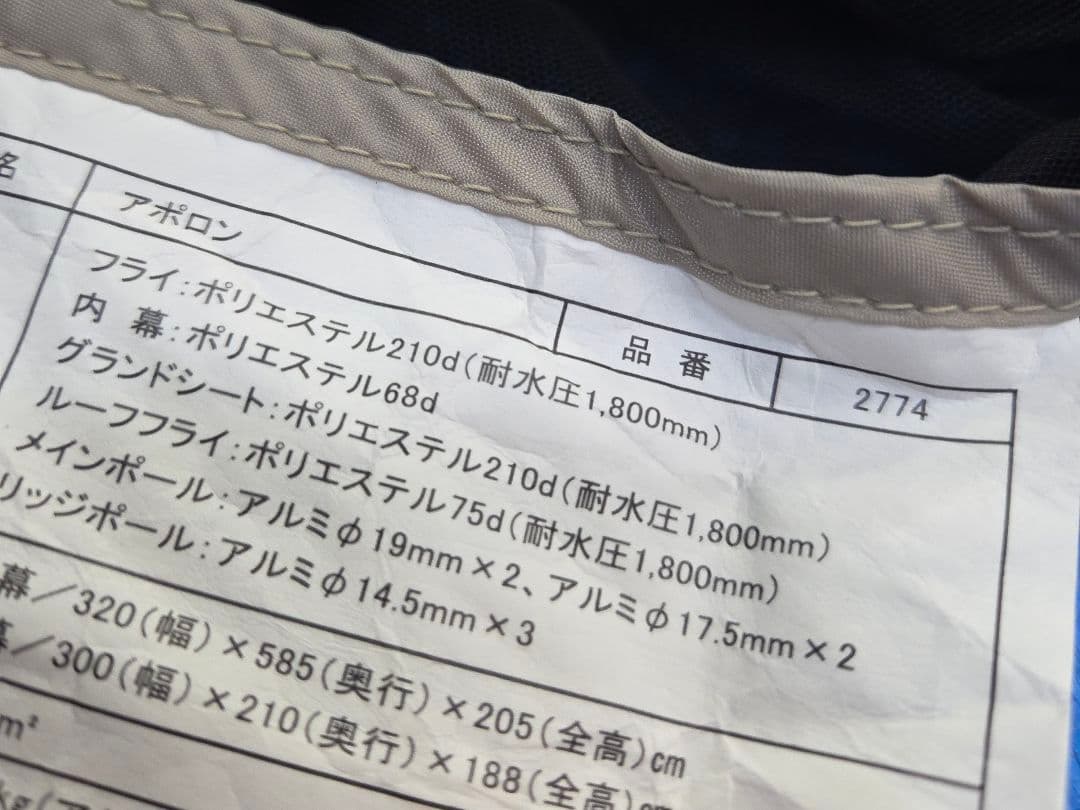 名 アポロン 品番 2774
フライ：ポリエステル210d（耐水圧1,800mm）
内 幕：ポリエステル68d
グランドシート：ポリエステル210d（耐水圧1,800mm）
ルーフフライ：ポリエステル75d（耐水圧1,800mm）
メインポール：アルミφ19mm×2、アルミφ17.5mm×2
リッジポール：アルミφ14.5mm×3
幕／320（幅）×585（奥行）×205（全高）cm
幕／300（幅）×210（奥行）×188（全高）cm
m²
kg